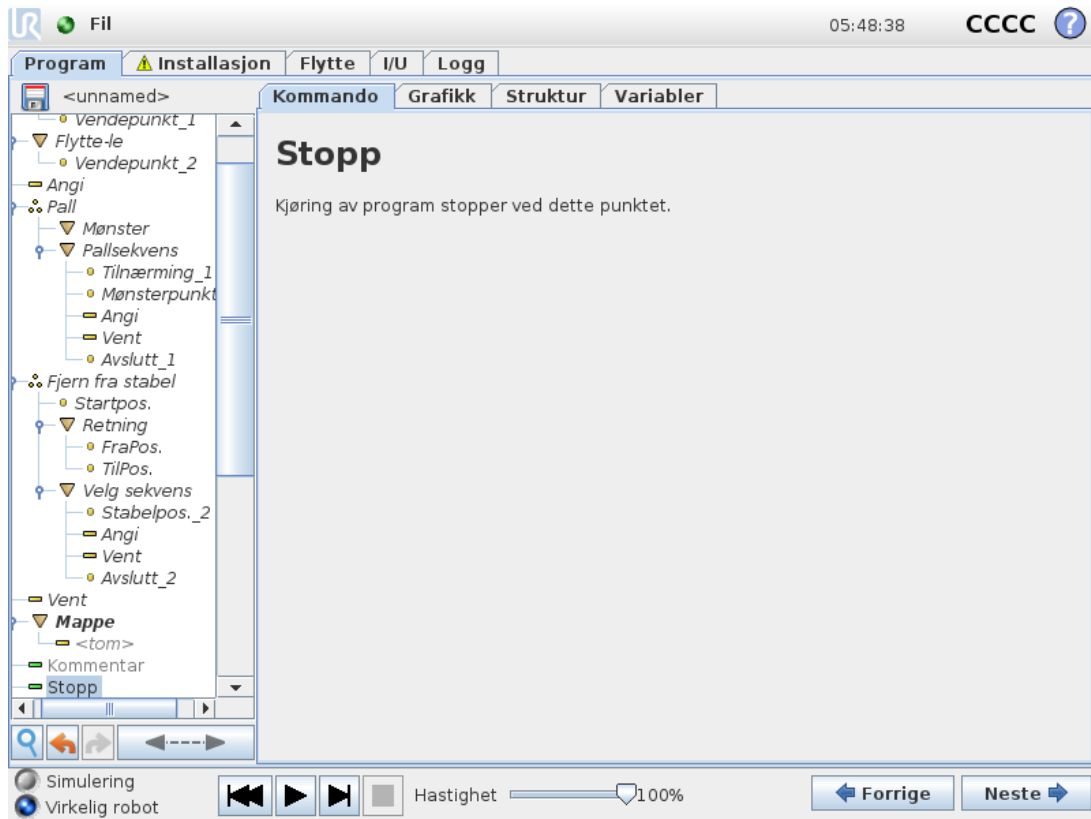 UR Fil 05:48:38 CCCC ?
Program Installasjon Flytte I/U Logg
<unnamed>
Kommando Grafikk Struktur Variabler
Vendepunkt_1
Flytte-le
Vendepunkt_2
Angi
Pall
Mønster
Pallsekvens
Tilnærming_1
Mønsterpunkt
Angi
Vent
Avslutt_1
Fjern fra stabel
Startpos.
Retning
FraPos.
TilPos.
Velg sekvens
Stabelpos._2
Angi
Vent
Avslutt_2
Vent
Mappe
<tom>
Kommentar
Stopp
Stopp
Kjøring av program stopper ved dette punktet.
Simulering
Virkelig robot
Hastighet 100%
Forrige Neste